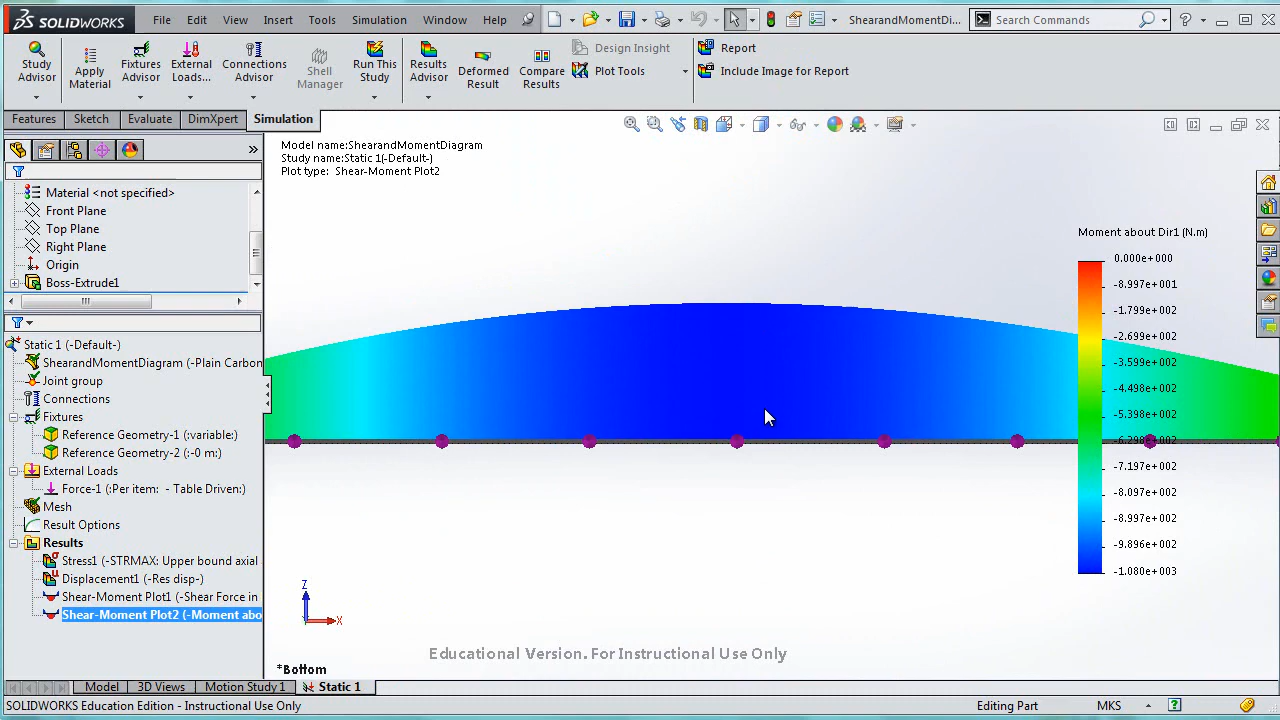 SOLIDWORKS File Edit View Insert Tools Simulation Help ShearandMomentDi... Search Commands
Study Advisor
Apply Material
Fixtures Advisor
External Loads...
Connections Advisor
Shell Manager
Run This Study
Results Advisor
Deformed Result
Compare Results
Design Insight
Plot Tools
Report
Include Image for Report
Features Sketch Evaluate DimXpert Simulation
Material <not specified>
Front Plane
Top Plane
Right Plane
Origin
Boss-Extrude1
Static 1 (-Default-)
ShearandMomentDiagram (-Plain Carbon
Joint group
Connections
Fixtures
Reference Geometry-1 (:variable:)
Reference Geometry-2 (:-0 m:)
External Loads
Force-1 (:Per item: - Table Driven:)
Mesh
Result Options
Results
Stress1 (-STRMAX: Upper bound axial
Displacement1 (-Res disp-)
Shear-Moment Plot1 (-Shear Force in
Shear-Moment Plot2 (-Moment abo
Model name:ShearandMomentDiagram
Study name:Static 1(-Default-)
Plot type: Shear-Moment Plot2
Moment about Dir1 (N.m)
0.000e+000
-8.997e+001
-1.799e+002
-2.699e+002
-3.599e+002
-4.498e+002
-5.398e+002
-6.298e+002
-7.197e+002
-8.097e+002
-8.997e+002
-9.896e+002
-1.080e+003
Z
X
Educational Version. For Instructional Use Only
*Bottom
Model 3D Views Motion Study 1 Static 1
SOLIDWORKS Education Edition - Instructional Use Only Editing Part MKS